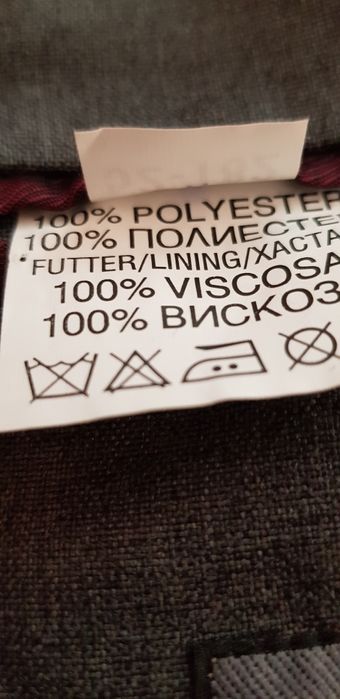 100% POLYESTER
100% ПОЛИЕСТЕ
*FUTTER/LINING/ХАСТА
100% VISCOSA
100% ВИСКОЗ